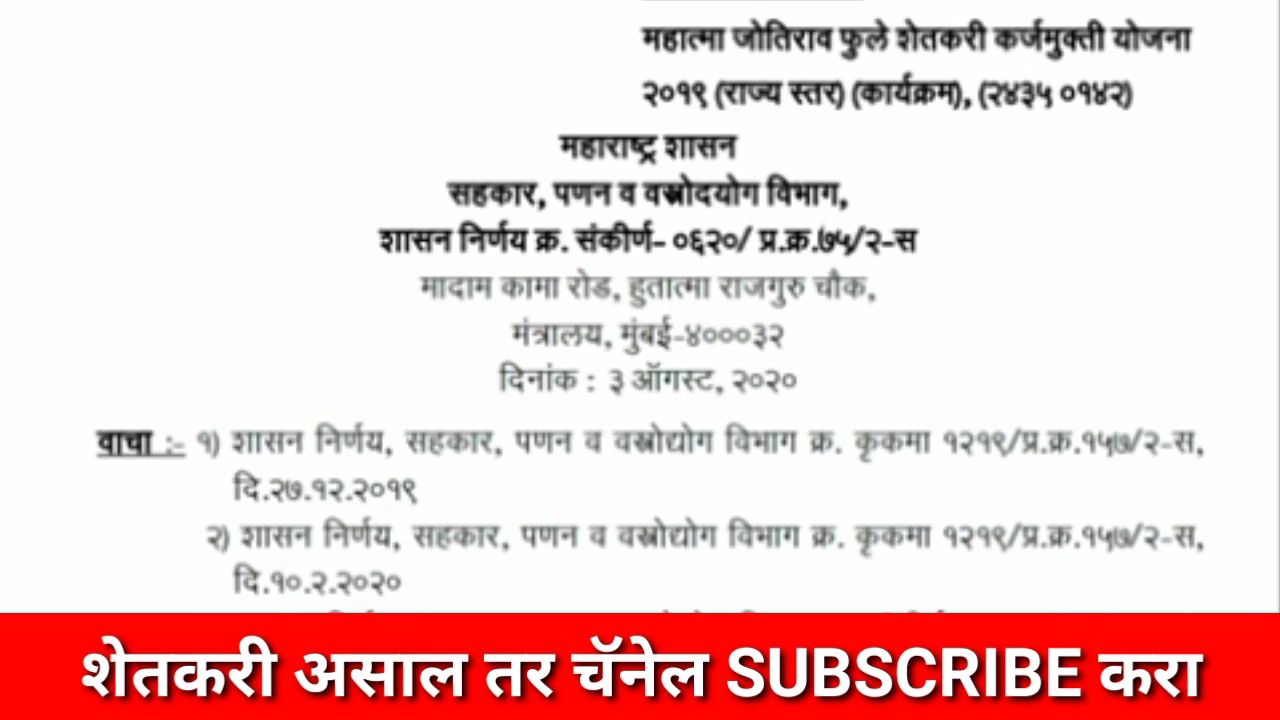 महात्मा जोतिराव फुले शेतकरी कर्जमुक्ती योजना
२०१९ (राज्य स्तर) (कार्यक्रम), (२४३५ ०१४२)
महाराष्ट्र शासन
सहकार, पणन व वस्त्रोदयोग विभाग,
शासन निर्णय क्र. संकीर्ण- ०६२०/ प्र.क्र.७५/२-स
मादाम कामा रोड, हुतात्मा राजगुरु चौक,
मंत्रालय, मुंबई-४०००३२
दिनांक : ३ ऑगस्ट, २०२०
वाचा :- १) शासन निर्णय, सहकार, पणन व वस्त्रोद्योग विभाग क्र. कृकमा १२१९/प्र.क्र.१५७/२-स,
दि.२७.१२.२०१९
२) शासन निर्णय, सहकार, पणन व वस्त्रोद्योग विभाग क्र. कृकमा १२१९/प्र.क्र.१५७/२-स,
दि.१०.२.२०२०
शेतकरी असाल तर चॅनेल SUBSCRIBE करा